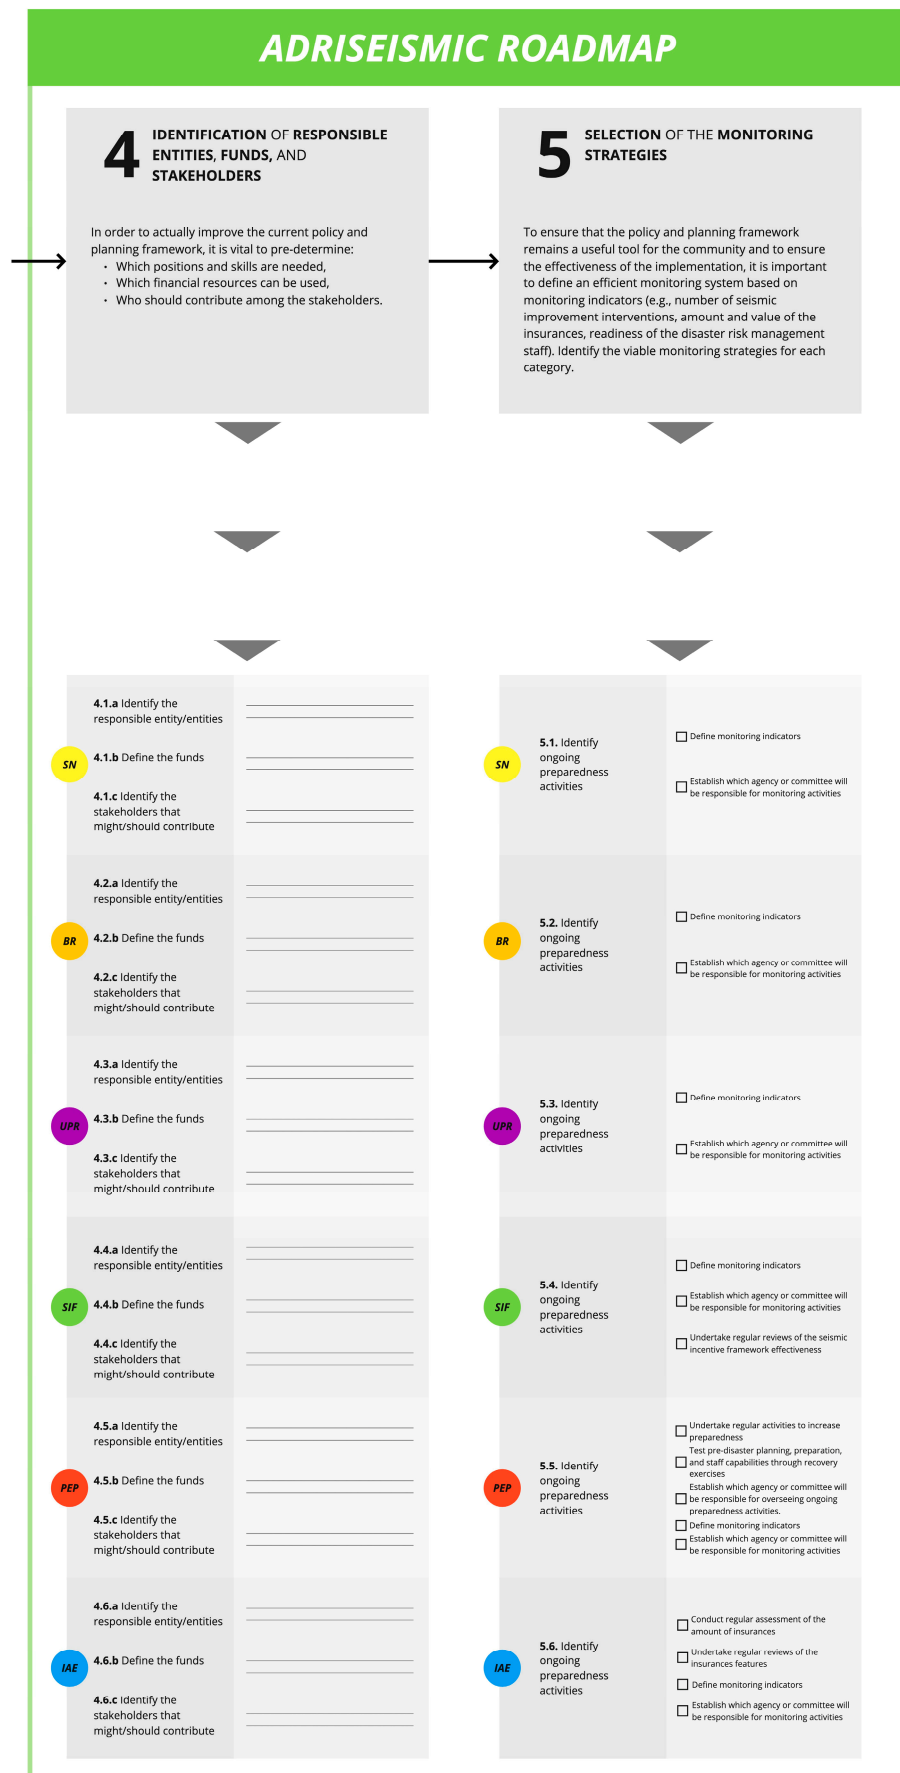 ADRISEISMIC ROADMAP
4
IDENTIFICATION OF RESPONSIBLE
ENTITIES, FUNDS, AND
STAKEHOLDERS
In order to actually improve the current policy and
planning framework, it is vital to pre-determine:
• Which positions and skills are needed,
• Which financial resources can be used,
• Who should contribute among the stakeholders.
5
SELECTION OF THE MONITORING
STRATEGIES
To ensure that the policy and planning framework
remains a useful tool for the community and to ensure
the effectiveness of the implementation, it is important
to define an efficient monitoring system based on
monitoring indicators (e.g., number of seismic
improvement interventions, amount and value of the
insurances, readiness of the disaster risk management
staff). Identify the viable monitoring strategies for each
category.
SN
4.1.a Identify the
responsible entity/entities
4.1.b Define the funds
4.1.c Identify the
stakeholders that
might/should contribute
SN
5.1. Identify
ongoing
preparedness
activities
Define monitoring indicators
Establish which agency or committee will
be responsible for monitoring activities
BR
4.2.a Identify the
responsible entity/entities
4.2.b Define the funds
4.2.c Identify the
stakeholders that
might/should contribute
BR
5.2. Identify
ongoing
preparedness
activities
Define monitoring indicators
Establish which agency or committee will
be responsible for monitoring activities
UPR
4.3.a Identify the
responsible entity/entities
4.3.b Define the funds
4.3.c Identify the
stakeholders that
might/should contribute
UPR
5.3. Identify
ongoing
preparedness
activities
Define monitoring indicators
Establish which agency or committee will
be responsible for monitoring activities
SIF
4.4.a Identify the
responsible entity/entities
4.4.b Define the funds
4.4.c Identify the
stakeholders that
might/should contribute
SIF
5.4. Identify
ongoing
preparedness
activities
Define monitoring indicators
Establish which agency or committee will
be responsible for monitoring activities
Undertake regular reviews of the seismic
incentive framework effectiveness
PEP
4.5.a Identify the
responsible entity/entities
4.5.b Define the funds
4.5.c Identify the
stakeholders that
might/should contribute
PEP
5.5. Identify
ongoing
preparedness
activities
Undertake regular activities to increase
preparedness
Test pre-disaster planning, preparation,
and staff capabilities through recovery
exercises
Establish which agency or committee will
be responsible for overseeing ongoing
preparedness activities.
Define monitoring indicators
Establish which agency or committee will
be responsible for monitoring activities
IAE
4.6.a Identify the
responsible entity/entities
4.6.b Define the funds
4.6.c Identify the
stakeholders that
might/should contribute
IAE
5.6. Identify
ongoing
preparedness
activities
Conduct regular assessment of the
amount of insurances
Undertake regular reviews of the
insurances features
Define monitoring indicators
Establish which agency or committee will
be responsible for monitoring activities